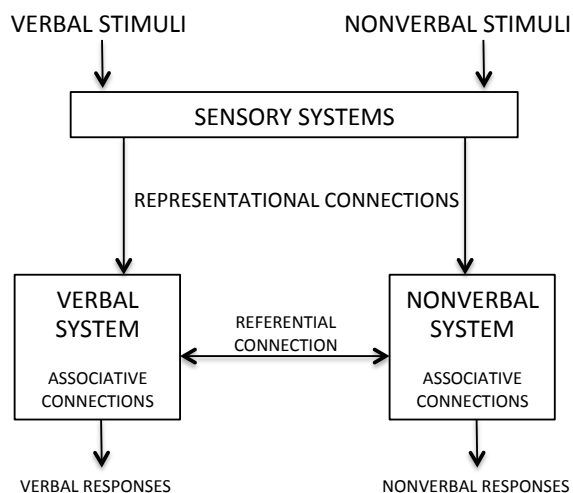 VERBAL STIMULI
NONVERBAL STIMULI
SENSORY SYSTEMS
REPRESENTATIONAL CONNECTIONS
VERBAL
SYSTEM
ASSOCIATIVE
CONNECTIONS
REFERENTIAL
CONNECTION
NONVERBAL
SYSTEM
ASSOCIATIVE
CONNECTIONS
VERBAL RESPONSES
NONVERBAL RESPONSES